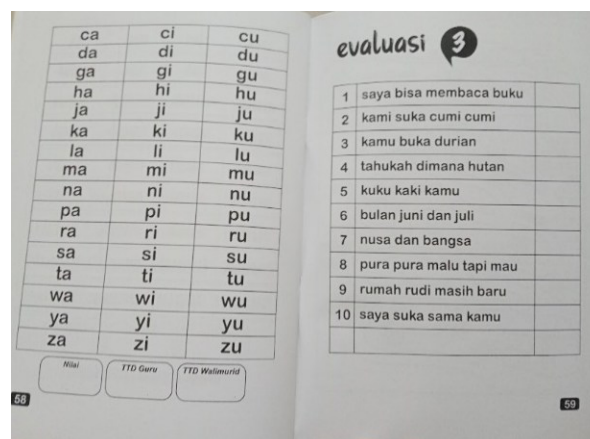 ca ci cu
da di du
ga gi gu
ha hi hu
ja ji ju
ka ki ku
la li lu
ma mi mu
na ni nu
pa pi pu
ra ri ru
sa si su
ta ti tu
wa wi wu
ya yi yu
za zi zu
Nilai TTD Guru TTD Walimurid
58
evaluasi 3
1 saya bisa membaca buku
2 kami suka cumi cumi
3 kamu buka durian
4 tahukah dimana hutan
5 kuku kaki kamu
6 bulan juni dan juli
7 nusa dan bangsa
8 pura pura malu tapi mau
9 rumah rudi masih baru
10 saya suka sama kamu
59